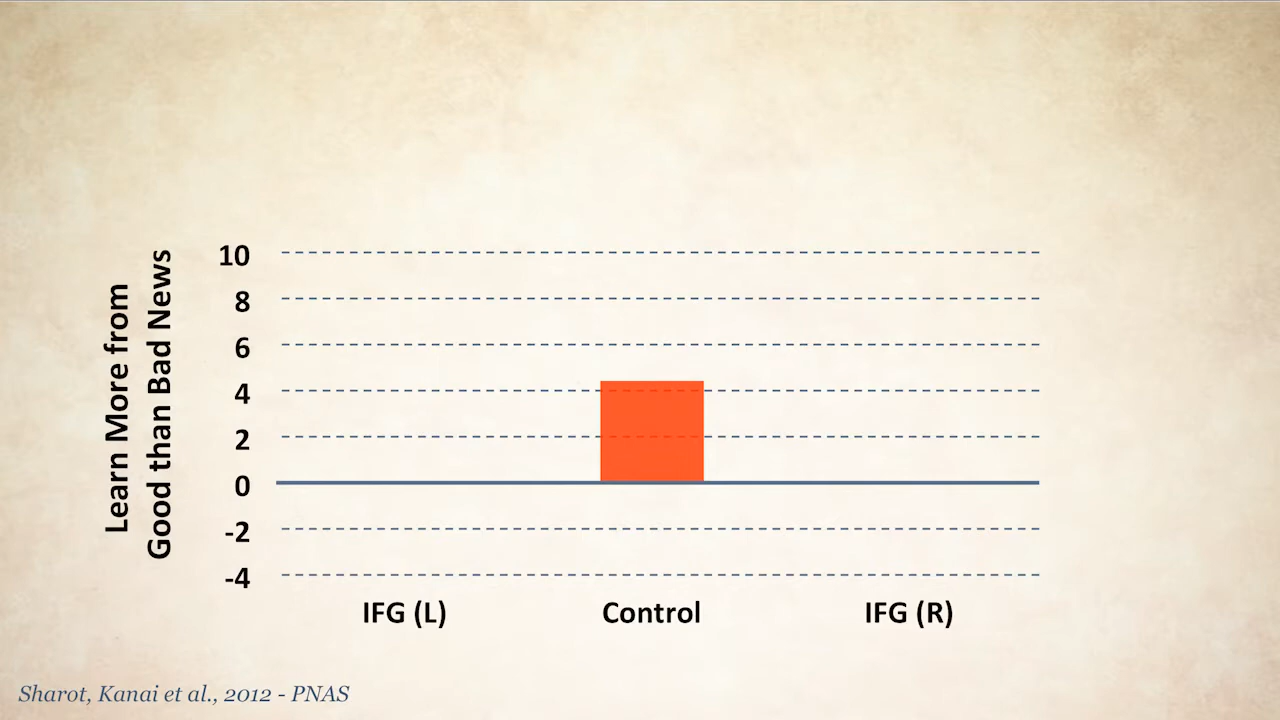 Learn More from
Good than Bad News
10
8
6
4
2
0
-2
-4
IFG (L)
Control
IFG (R)
Sharot, Kanai et al., 2012 - PNAS